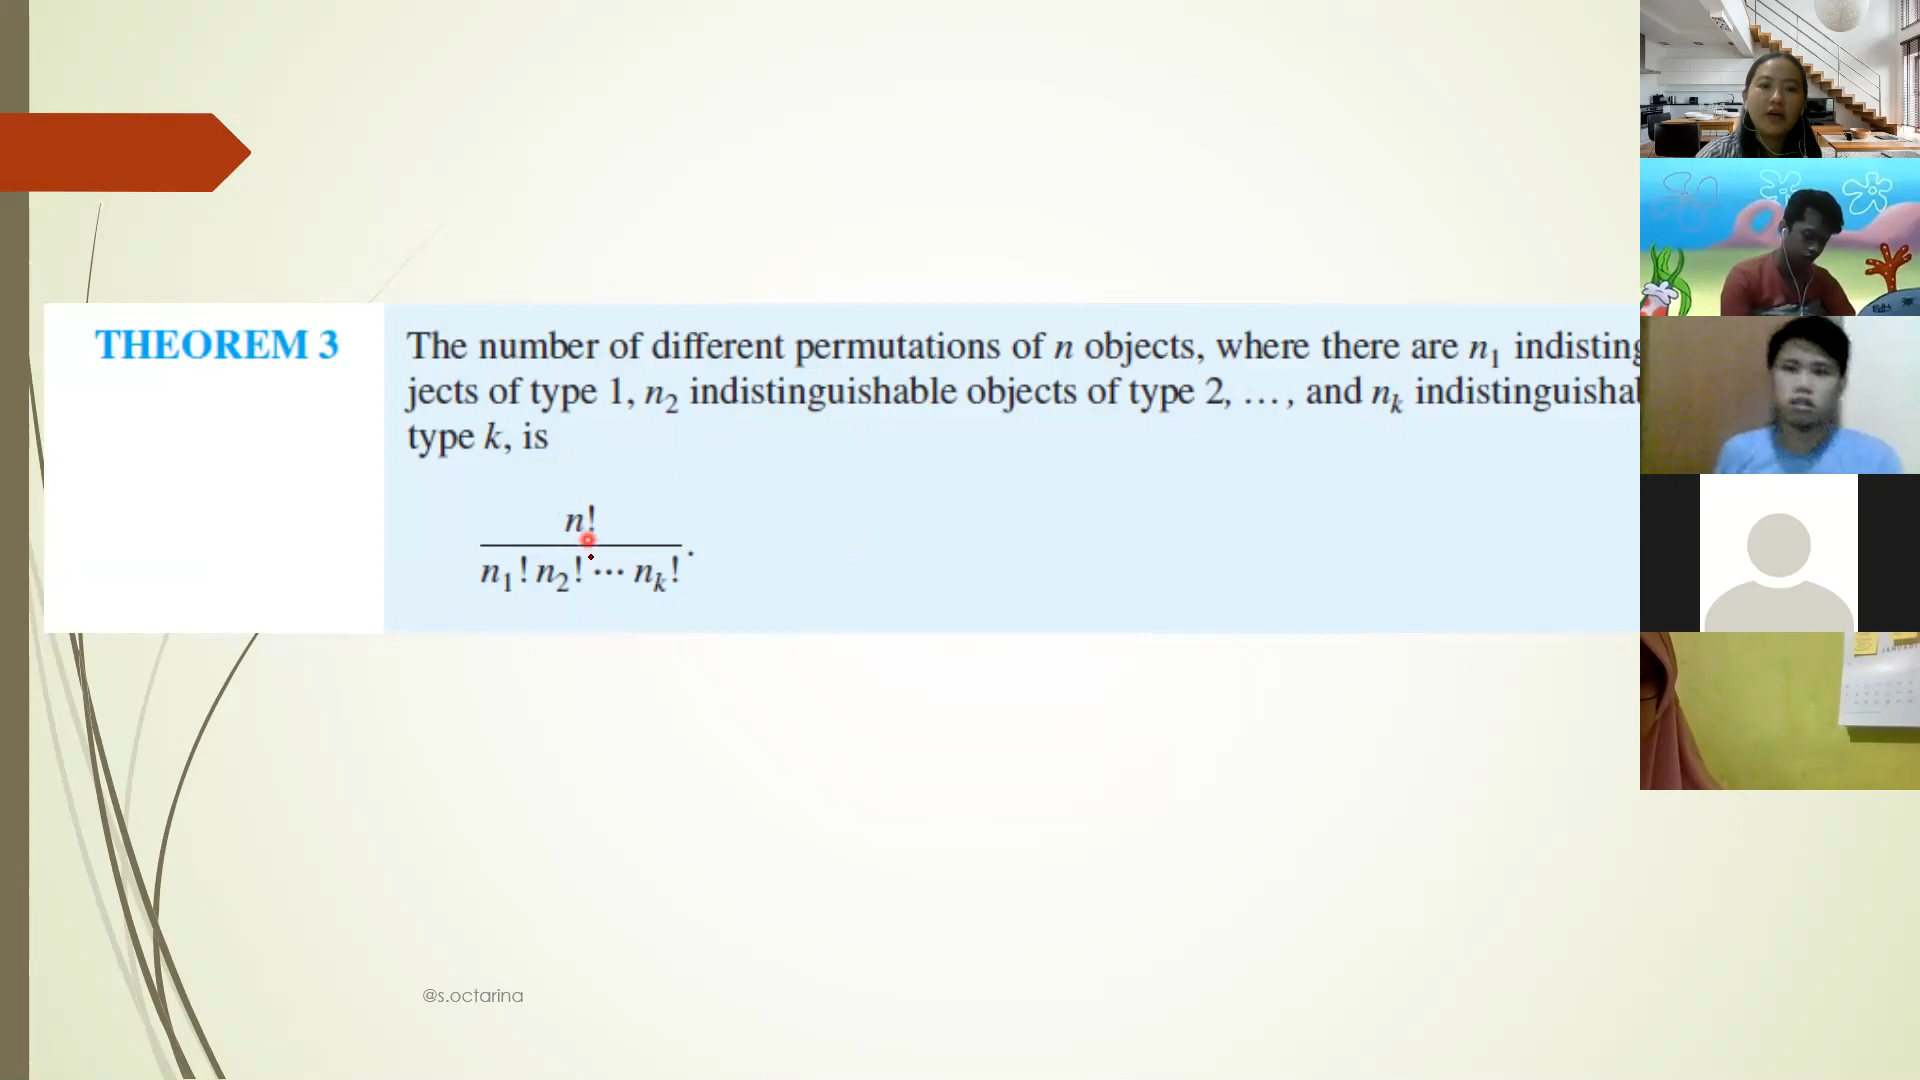 THEOREM 3
The number of different permutations of n objects, where there are n₁ indisting
jects of type 1, n₂ indistinguishable objects of type 2, …, and nₖ indistinguishal
type k, is
n!
n₁! n₂! ··· nₖ!.
@s.octarina